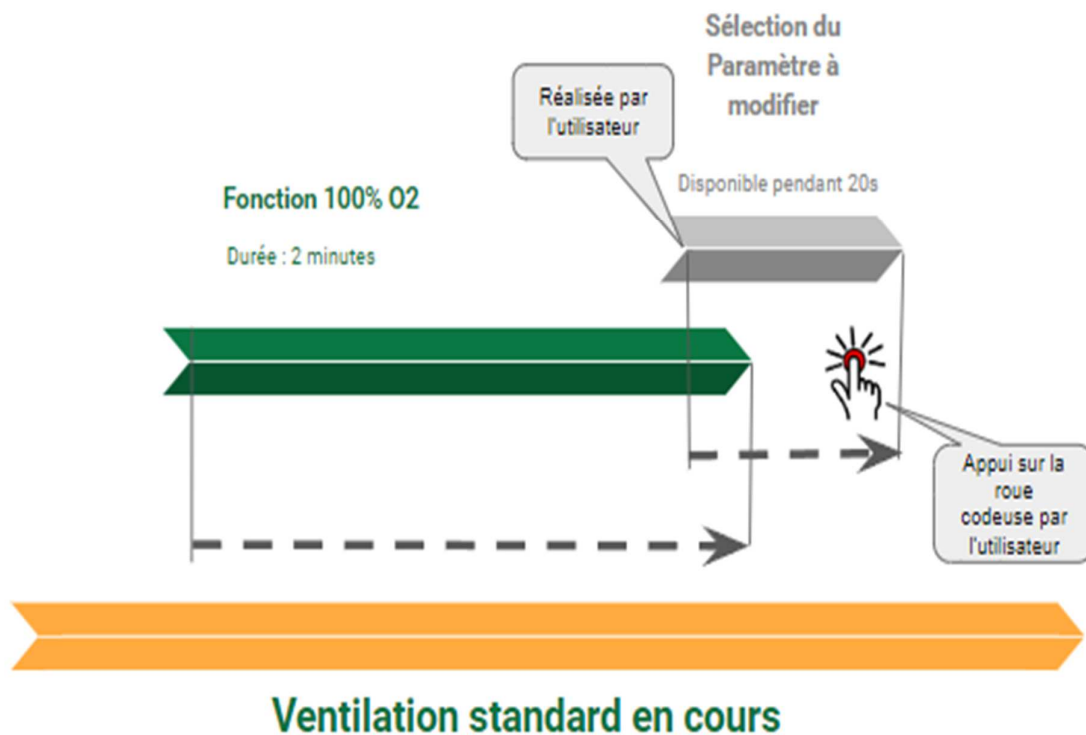 Sélection du
Paramètre à
modifier
Réalisée par
l'utilisateur
Disponible pendant 20s
Fonction 100% O2
Durée : 2 minutes
Appui sur la
roue
codeuse par
l'utilisateur
Ventilation standard en cours